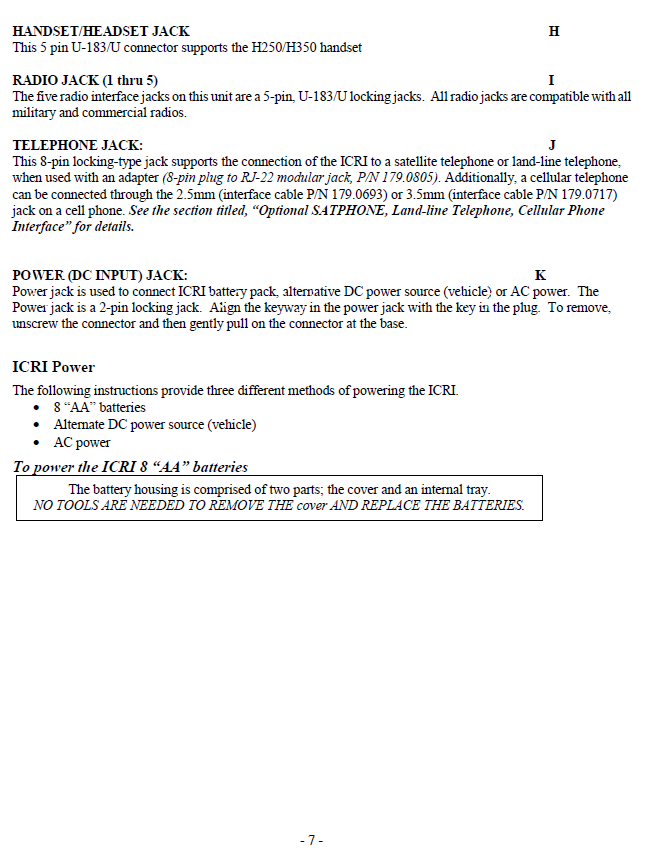 HANDSET/HEADSET JACK H
This 5 pin U-183/U connector supports the H250/H350 handset
RADIO JACK (1 thru 5) I
The five radio interface jacks on this unit are a 5-pin, U-183/U locking jacks. All radio jacks are compatible with all
military and commercial radios.
TELEPHONE JACK: J
This 8-pin locking-type jack supports the connection of the ICRI to a satellite telephone or land-line telephone,
when used with an adapter (8-pin plug to RJ-22 modular jack, P/N 179.0805). Additionally, a cellular telephone
can be connected through the 2.5mm (interface cable P/N 179.0693) or 3.5mm (interface cable P/N 179.0717)
jack on a cell phone. See the section titled, “Optional SATPHONE, Land-line Telephone, Cellular Phone
Interface” for details.
POWER (DC INPUT) JACK: K
Power jack is used to connect ICRI battery pack, alternative DC power source (vehicle) or AC power. The
Power jack is a 2-pin locking jack. Align the keyway in the power jack with the key in the plug. To remove,
unscrew the connector and then gently pull on the connector at the base.
ICRI Power
The following instructions provide three different methods of powering the ICRI.
• 8 “AA” batteries
• Alternate DC power source (vehicle)
• AC power
To power the ICRI 8 “AA” batteries
The battery housing is comprised of two parts; the cover and an internal tray.
NO TOOLS ARE NEEDED TO REMOVE THE cover AND REPLACE THE BATTERIES.
- 7 -